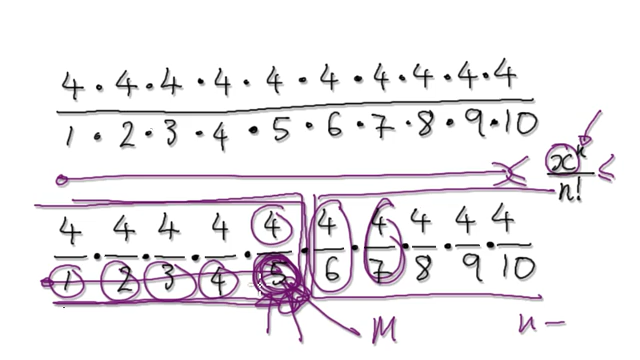 4 · 4 · 4 · 4 · 4 · 4 · 4 · 4 · 4 · 4
1 · 2 · 3 · 4 · 5 · 6 · 7 · 8 · 9 · 10
xⁿ
n! ≤
4 · 4 · 4 · 4 · 4 · 4 · 4 · 4 · 4 · 4
1 2 3 4 5 6 7 8 9 10
M n –